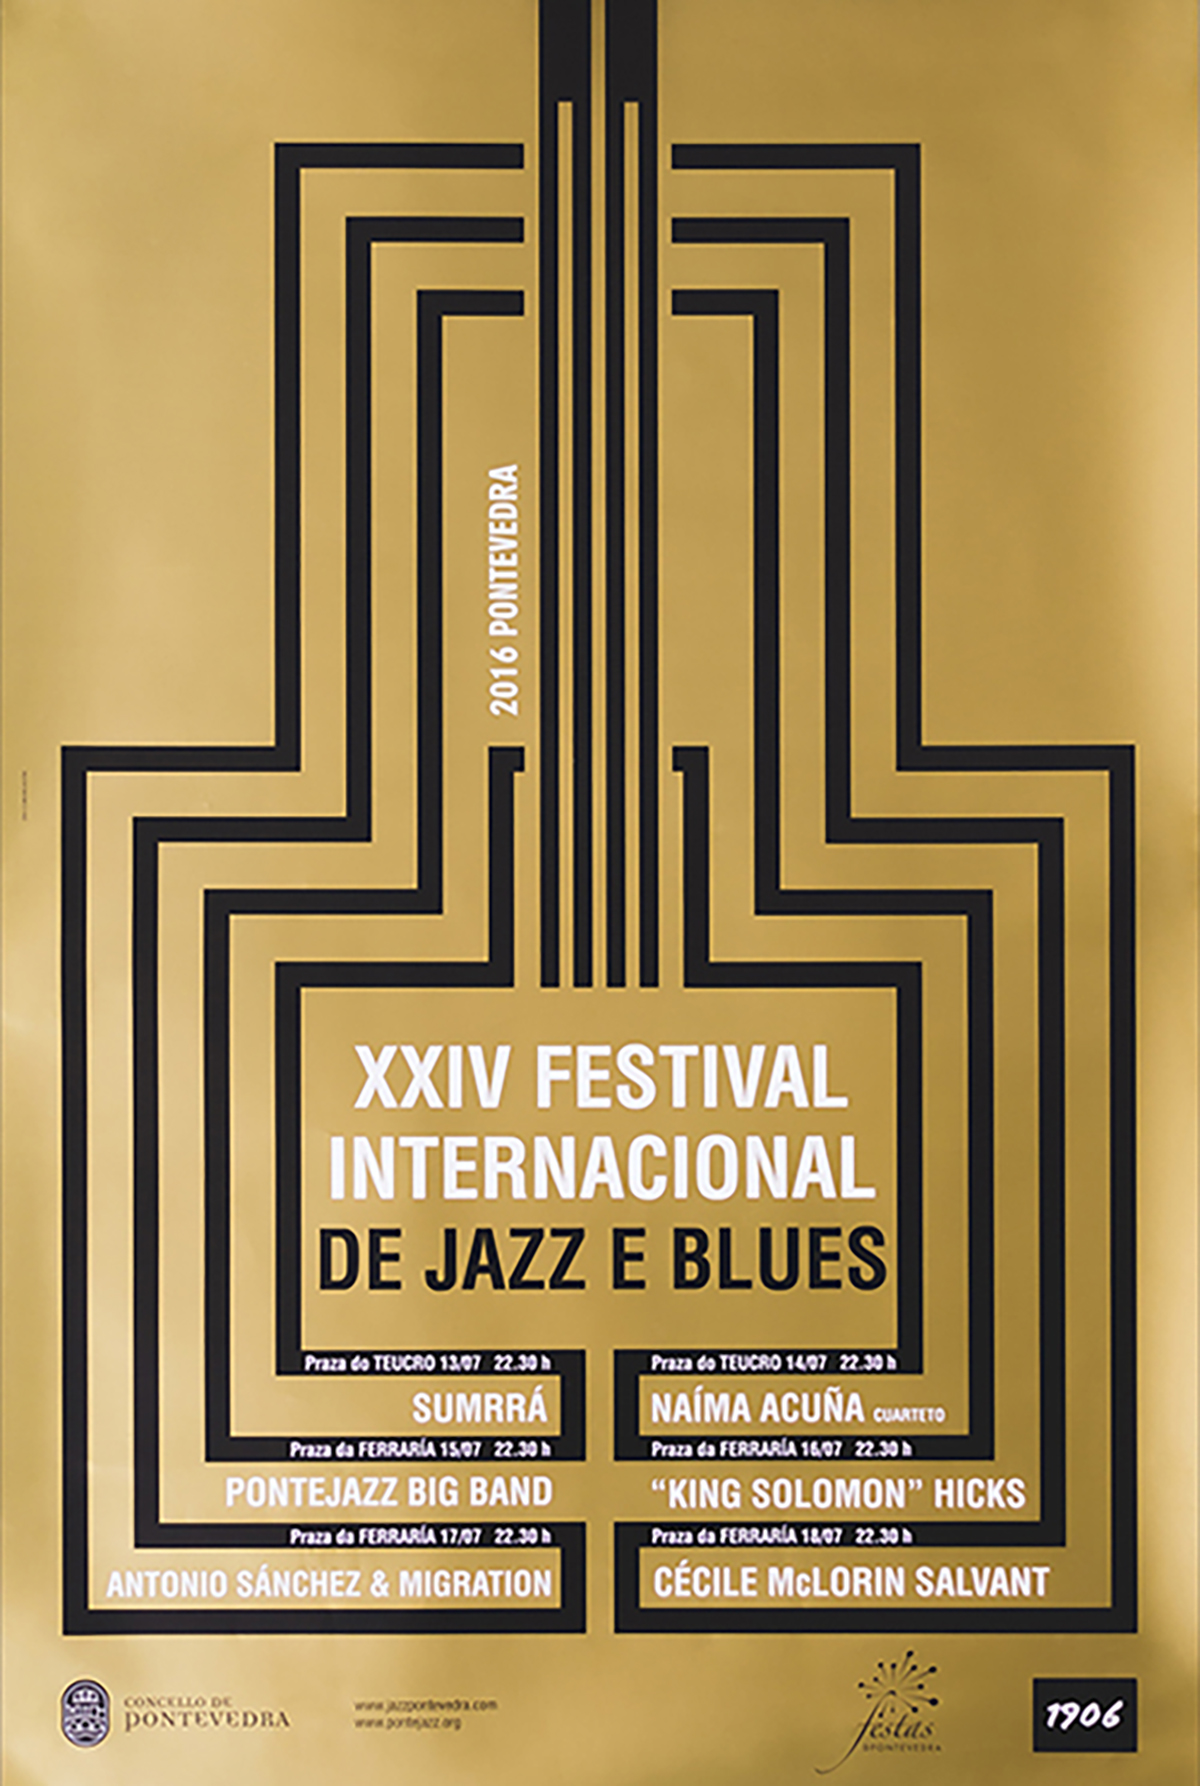 2016 PONTEVEDRA
XXIV FESTIVAL
INTERNACIONAL
DE JAZZ E BLUES
Praza do TEUCRO 13/07 22.30 h
SUMRRÁ
Praza do TEUCRO 14/07 22.30 h
NAÍMA ACUÑA CUARTETO
Praza da FERRARÍA 15/07 22.30 h
PONTEJAZZ BIG BAND
Praza da FERRARÍA 16/07 22.30 h
“KING SOLOMON” HICKS
Praza da FERRARÍA 17/07 22.30 h
ANTONIO SÁNCHEZ & MIGRATION
Praza da FERRARÍA 18/07 22.30 h
CÉCILE McLORIN SALVANT
CONCELLO DE
PONTEVEDRA
www.jazzpontevedra.com
www.pontejazz.org
festas
DPONTEVEDRA
1906